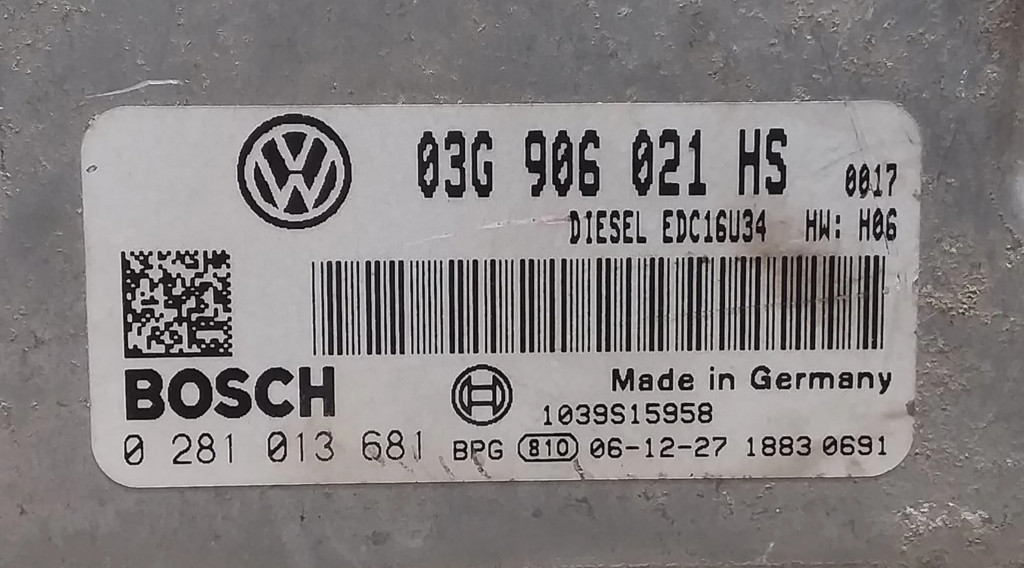 03G 906 021 HS
0017
DIESEL EDC16U34 HW: H06
BOSCH
Made in Germany
1039S15958
0 281 013 681 BPG 810 06-12-27 1883 0691